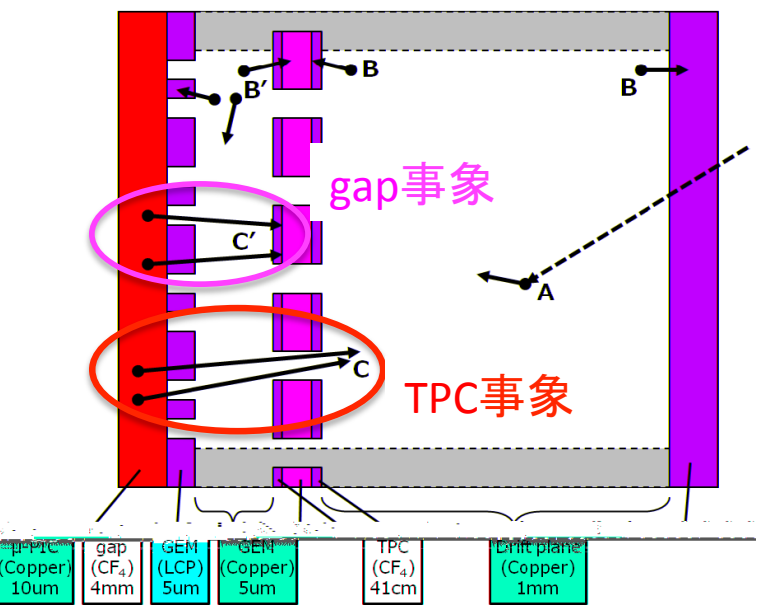 B′
B
B
gap事象
C′
A
C
TPC事象
gap
(CF₄)
4mm
GEM
(LCP)
5um
GEM
(Copper)
5um
TPC
(CF₄)
41cm
Drift plane
(Copper)
1mm
(Copper)
10um